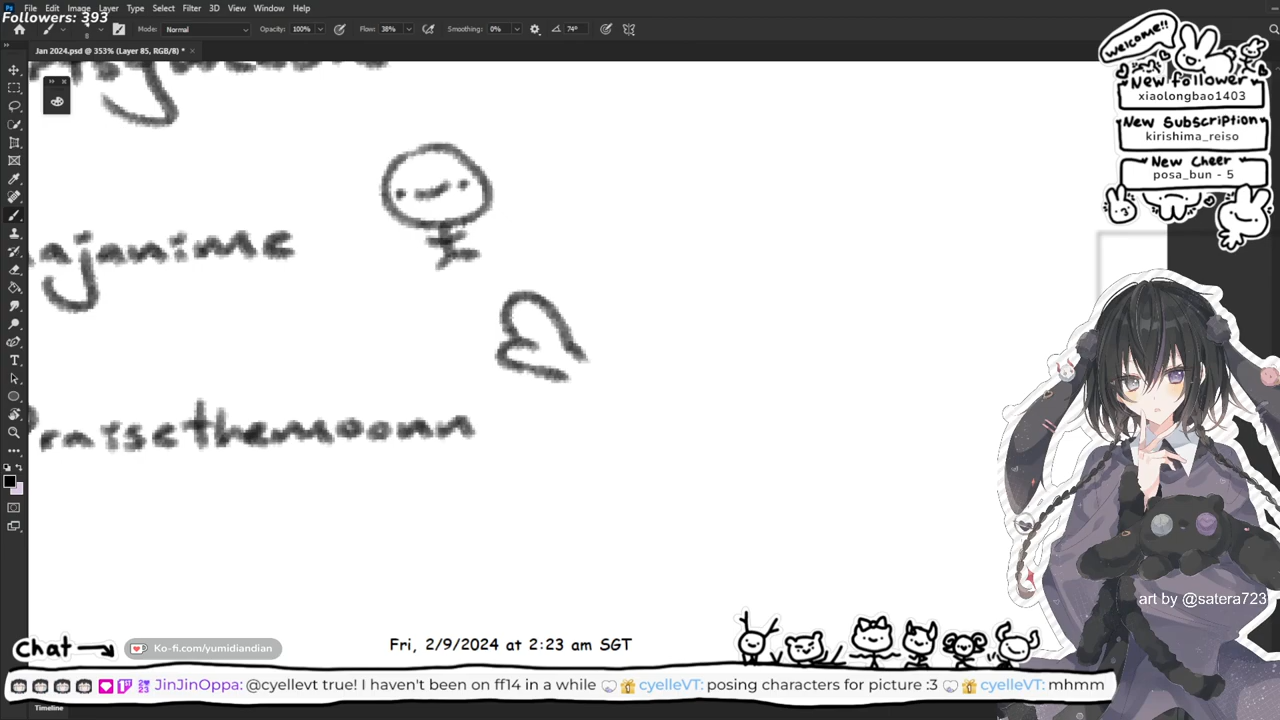 File Edit Image Layer Type Select Filter 3D View Window Help
Followers: 393
Mode: Normal Opacity: 100% Flow: 38% Smoothing: 0% 74°
Jan 2024.psd @ 353% (Layer 85, RGB/8) *
welcome!!
New follower
xiaolongbao1403
New Subscription
kirishima_reiso
New Cheer
posa_bun - 5
janime
Praisethemoonn
art by @satera723
Fri, 2/9/2024 at 2:23 am SGT
Chat
Ko-fi.com/yumidiandian
JinJinOppa: @cyellevt true! I haven't been on ff14 in a while cyelleVT: posing characters for picture :3 cyelleVT: mhmm
Timeline